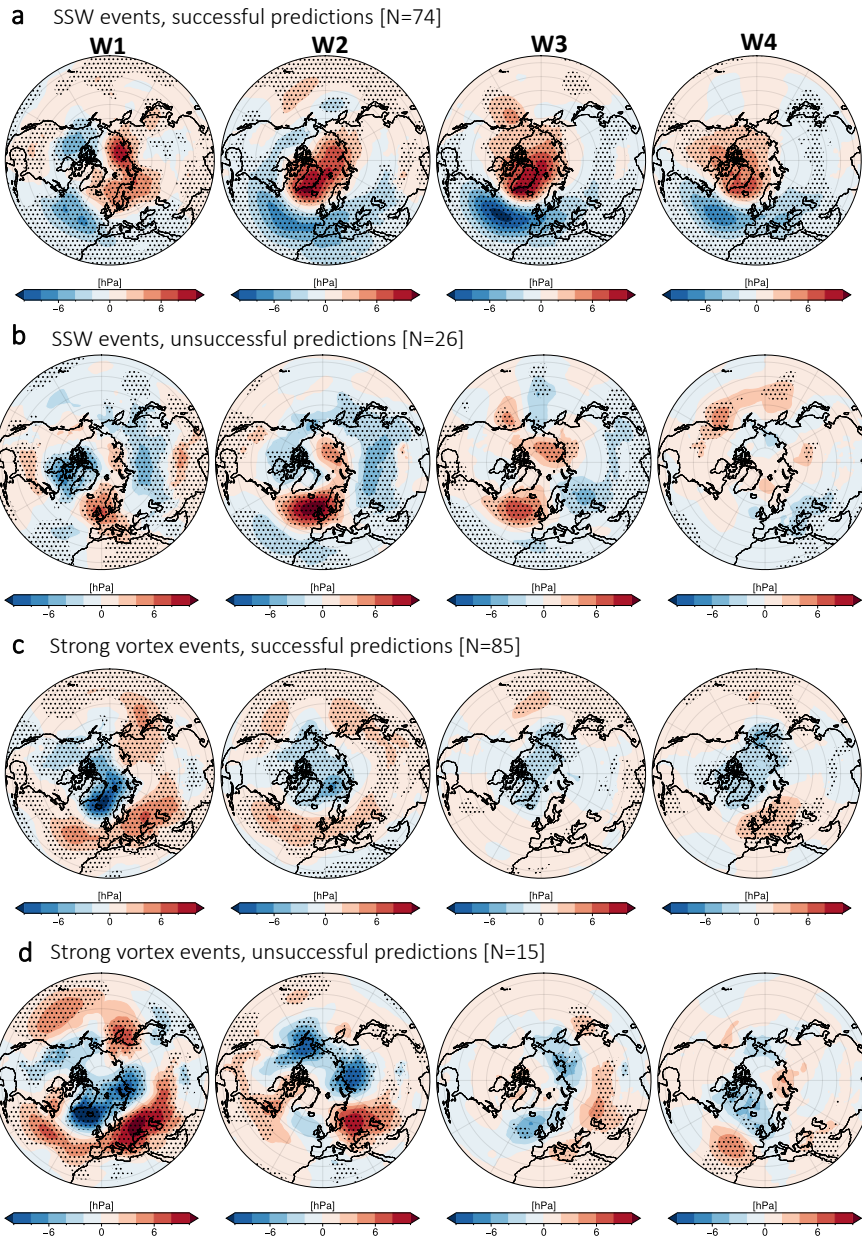 a SSW events, successful predictions [N=74]
W1 W2 W3 W4
[hPa] [hPa] [hPa] [hPa]
−6 0 6 −6 0 6 −6 0 6 −6 0 6
b SSW events, unsuccessful predictions [N=26]
[hPa] [hPa] [hPa] [hPa]
−6 0 6 −6 0 6 −6 0 6 −6 0 6
c Strong vortex events, successful predictions [N=85]
[hPa] [hPa] [hPa] [hPa]
−6 0 6 −6 0 6 −6 0 6 −6 0 6
d Strong vortex events, unsuccessful predictions [N=15]
[hPa] [hPa] [hPa] [hPa]
−6 0 6 −6 0 6 −6 0 6 −6 0 6